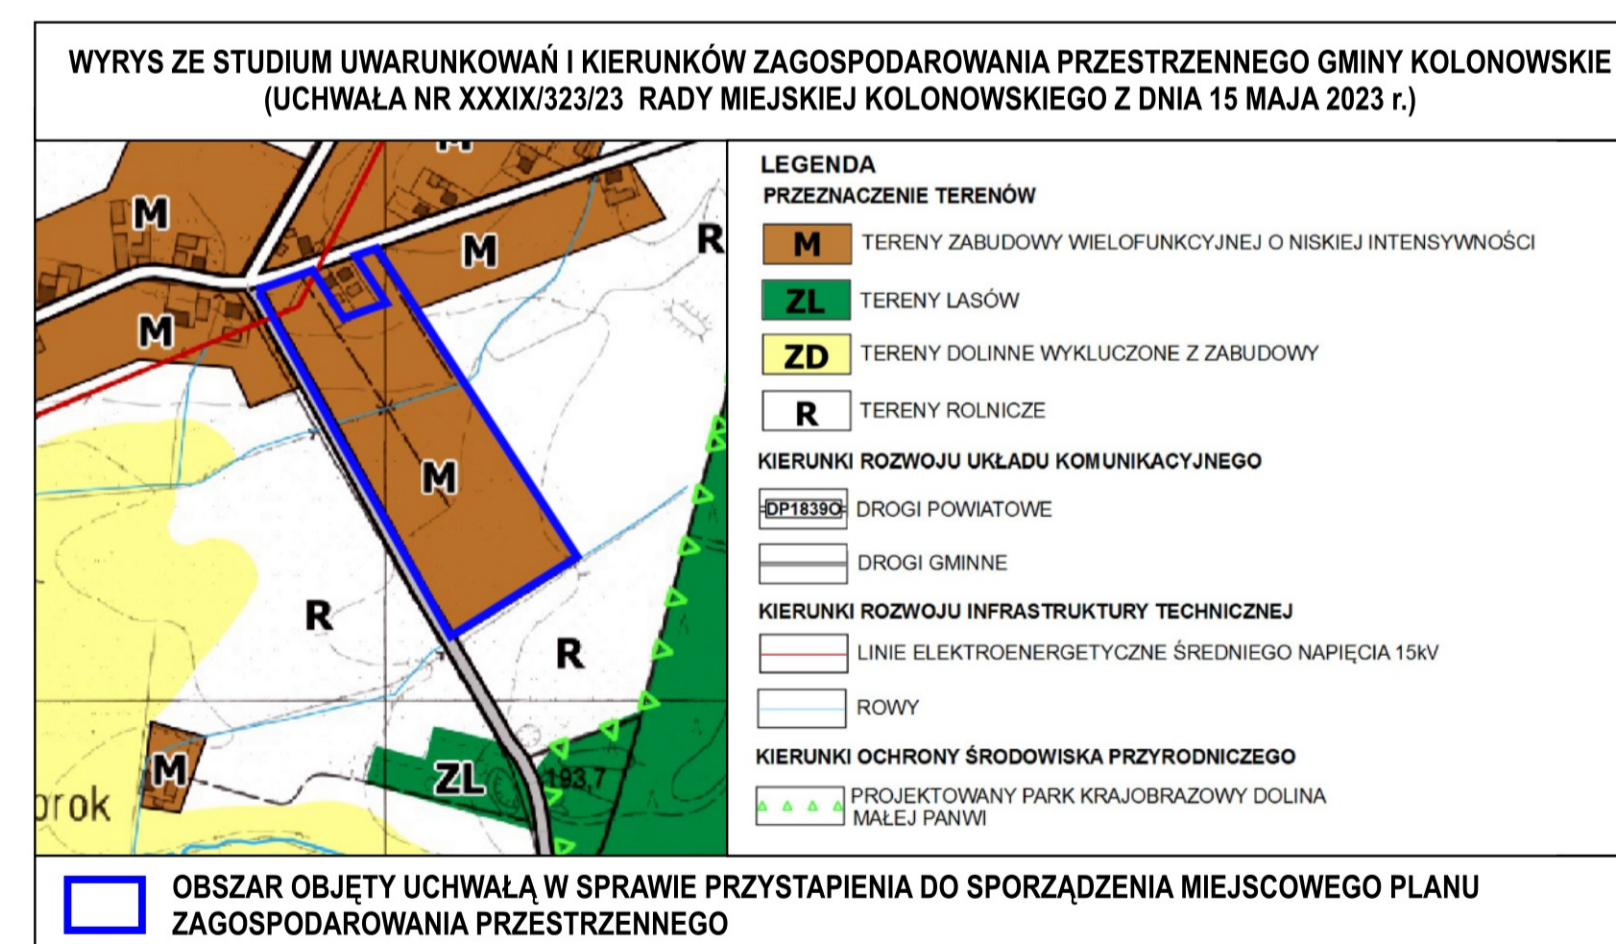 WYRYS ZE STUDIUM UWARUNKOWAŃ I KIERUNKÓW ZAGOSPODAROWANIA PRZESTRZENNEGO GMINY KOLONOWSKIE
(UCHWAŁA NR XXXIX/323/23 RADY MIEJSKIEJ KOLONOWSKIEGO Z DNIA 15 MAJA 2023 r.)
M
M
M
R
M
M
R
R
M
ZL
193,7
orok
LEGENDA
PRZEZNACZENIE TERENÓW
M TERENY ZABUDOWY WIELOFUNKCYJNEJ O NISKIEJ INTENSYWNOŚCI
ZL TERENY LASÓW
ZD TERENY DOLINNE WYKLUCZONE Z ZABUDOWY
R TERENY ROLNICZE
KIERUNKI ROZWOJU UKŁADU KOMUNIKACYJNEGO
DP1839O DROGI POWIATOWE
DROGI GMINNE
KIERUNKI ROZWOJU INFRASTRUKTURY TECHNICZNEJ
LINIE ELEKTROENERGETYCZNE ŚREDNIEGO NAPIĘCIA 15kV
ROWY
KIERUNKI OCHRONY ŚRODOWISKA PRZYRODNICZEGO
PROJEKTOWANY PARK KRAJOBRAZOWY DOLINA
MAŁEJ PANWI
OBSZAR OBJĘTY UCHWAŁĄ W SPRAWIE PRZYSTAPIENIA DO SPORZĄDZENIA MIEJSCOWEGO PLANU
ZAGOSPODAROWANIA PRZESTRZENNEGO